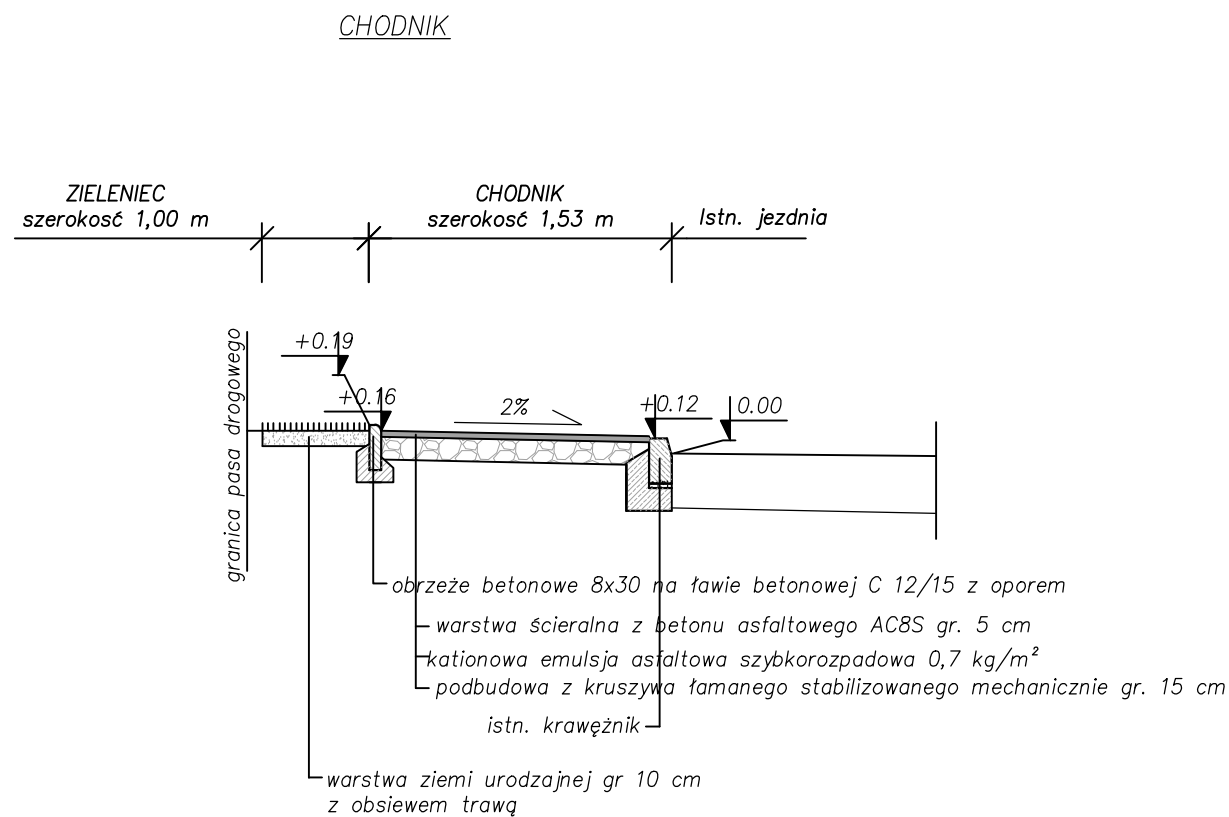 CHODNIK
ZIELENIEC
szerokość 1,00 m
CHODNIK
szerokość 1,53 m
Istn. jezdnia
granica pasa drogowego
+0.19
+0.16
2%
+0.12
0.00
obrzeże betonowe 8x30 na ławie betonowej C 12/15 z oporem
warstwa ścieralna z betonu asfaltowego AC8S gr. 5 cm
kationowa emulsja asfaltowa szybkorozpadowa 0,7 kg/m²
podbudowa z kruszywa łamanego stabilizowanego mechanicznie gr. 15 cm
istn. krawężnik
warstwa ziemi urodzajnej gr 10 cm
z obsiewem trawą